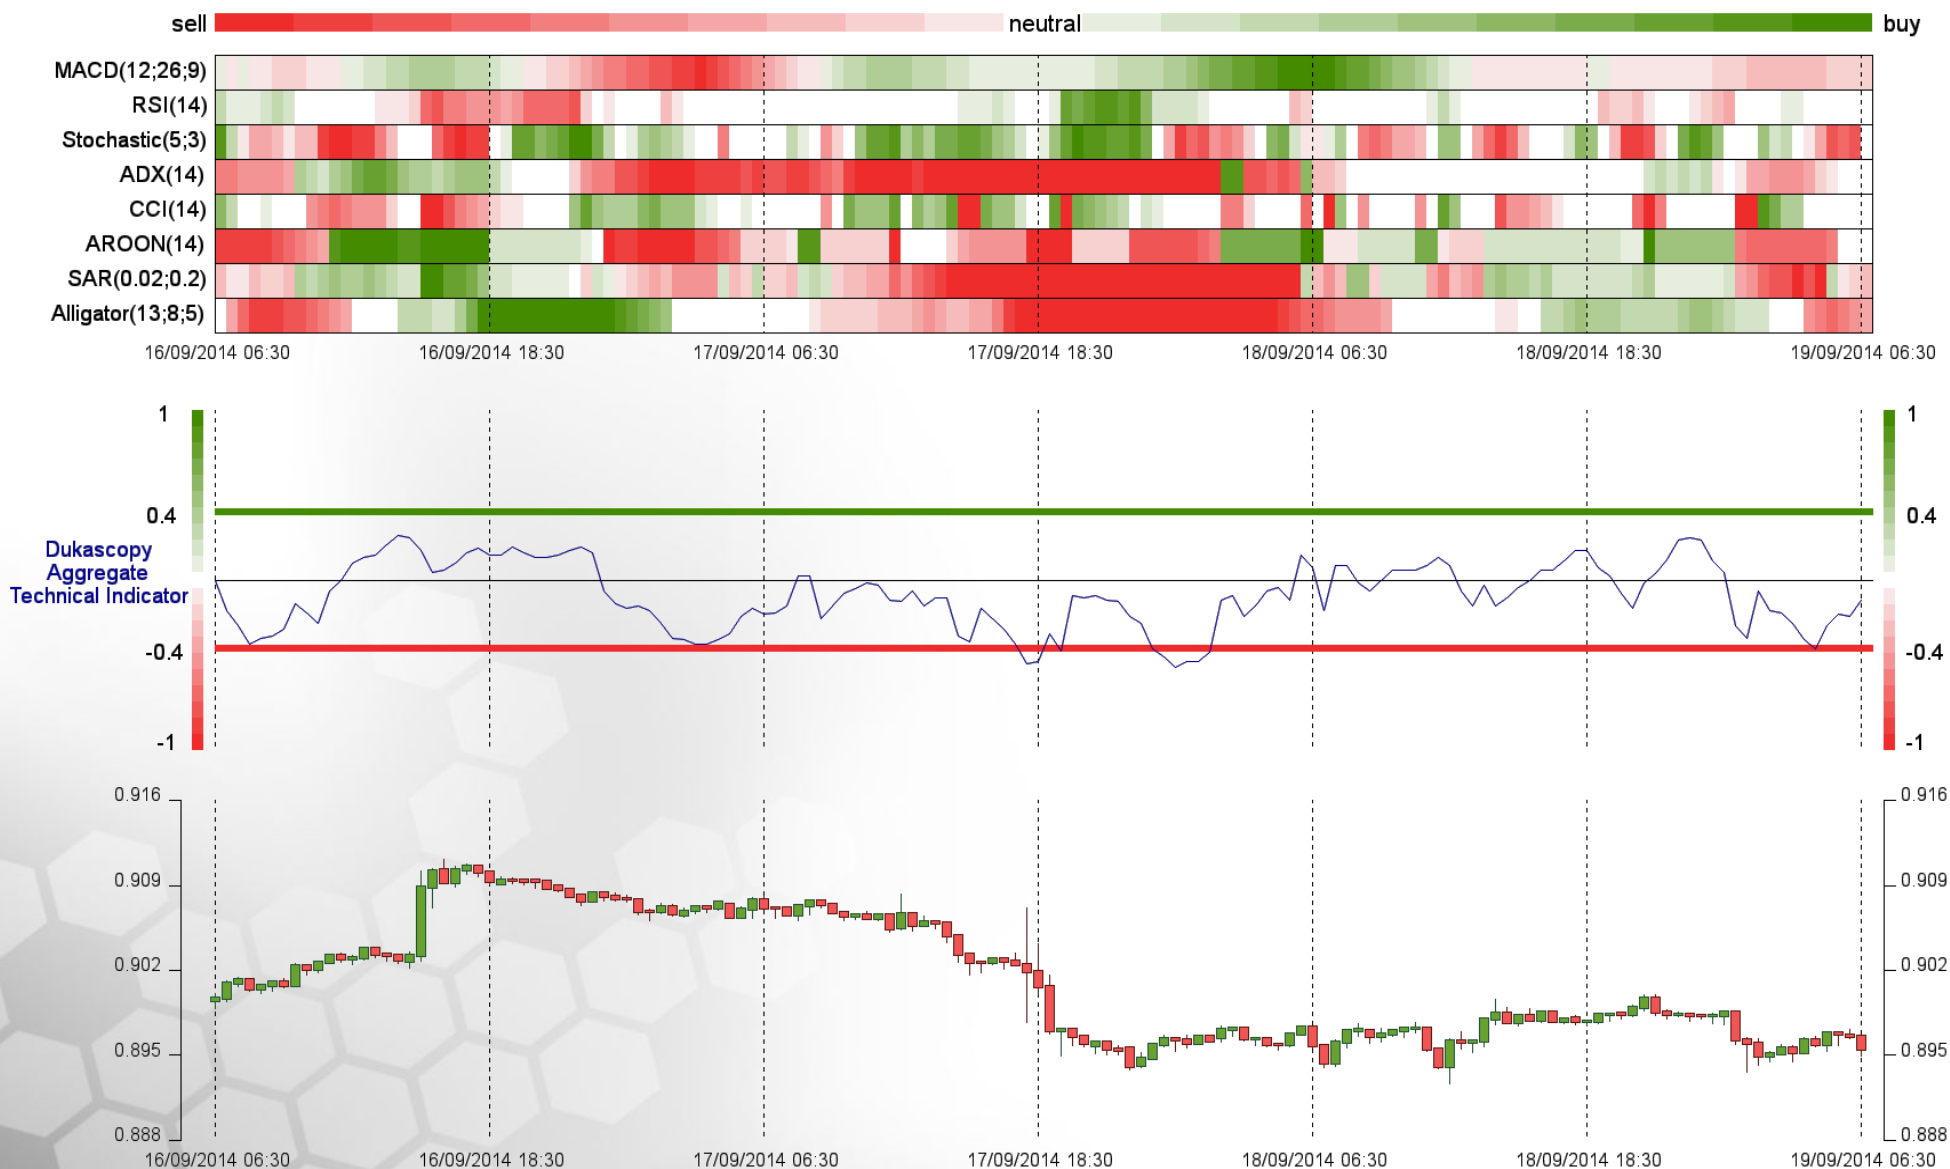 sell neutral buy
MACD(12;26;9)
RSI(14)
Stochastic(5;3)
ADX(14)
CCI(14)
AROON(14)
SAR(0.02;0.2)
Alligator(13;8;5)
16/09/2014 06:30 16/09/2014 18:30 17/09/2014 06:30 17/09/2014 18:30 18/09/2014 06:30 18/09/2014 18:30 19/09/2014 06:30
1 1
0.4 0.4
Dukascopy
Aggregate
Technical Indicator
-0.4 -0.4
-1 -1
0.916 0.916
0.909 0.909
0.902 0.902
0.895 0.895
0.888 0.888
16/09/2014 06:30 16/09/2014 18:30 17/09/2014 06:30 17/09/2014 18:30 18/09/2014 06:30 18/09/2014 18:30 19/09/2014 06:30